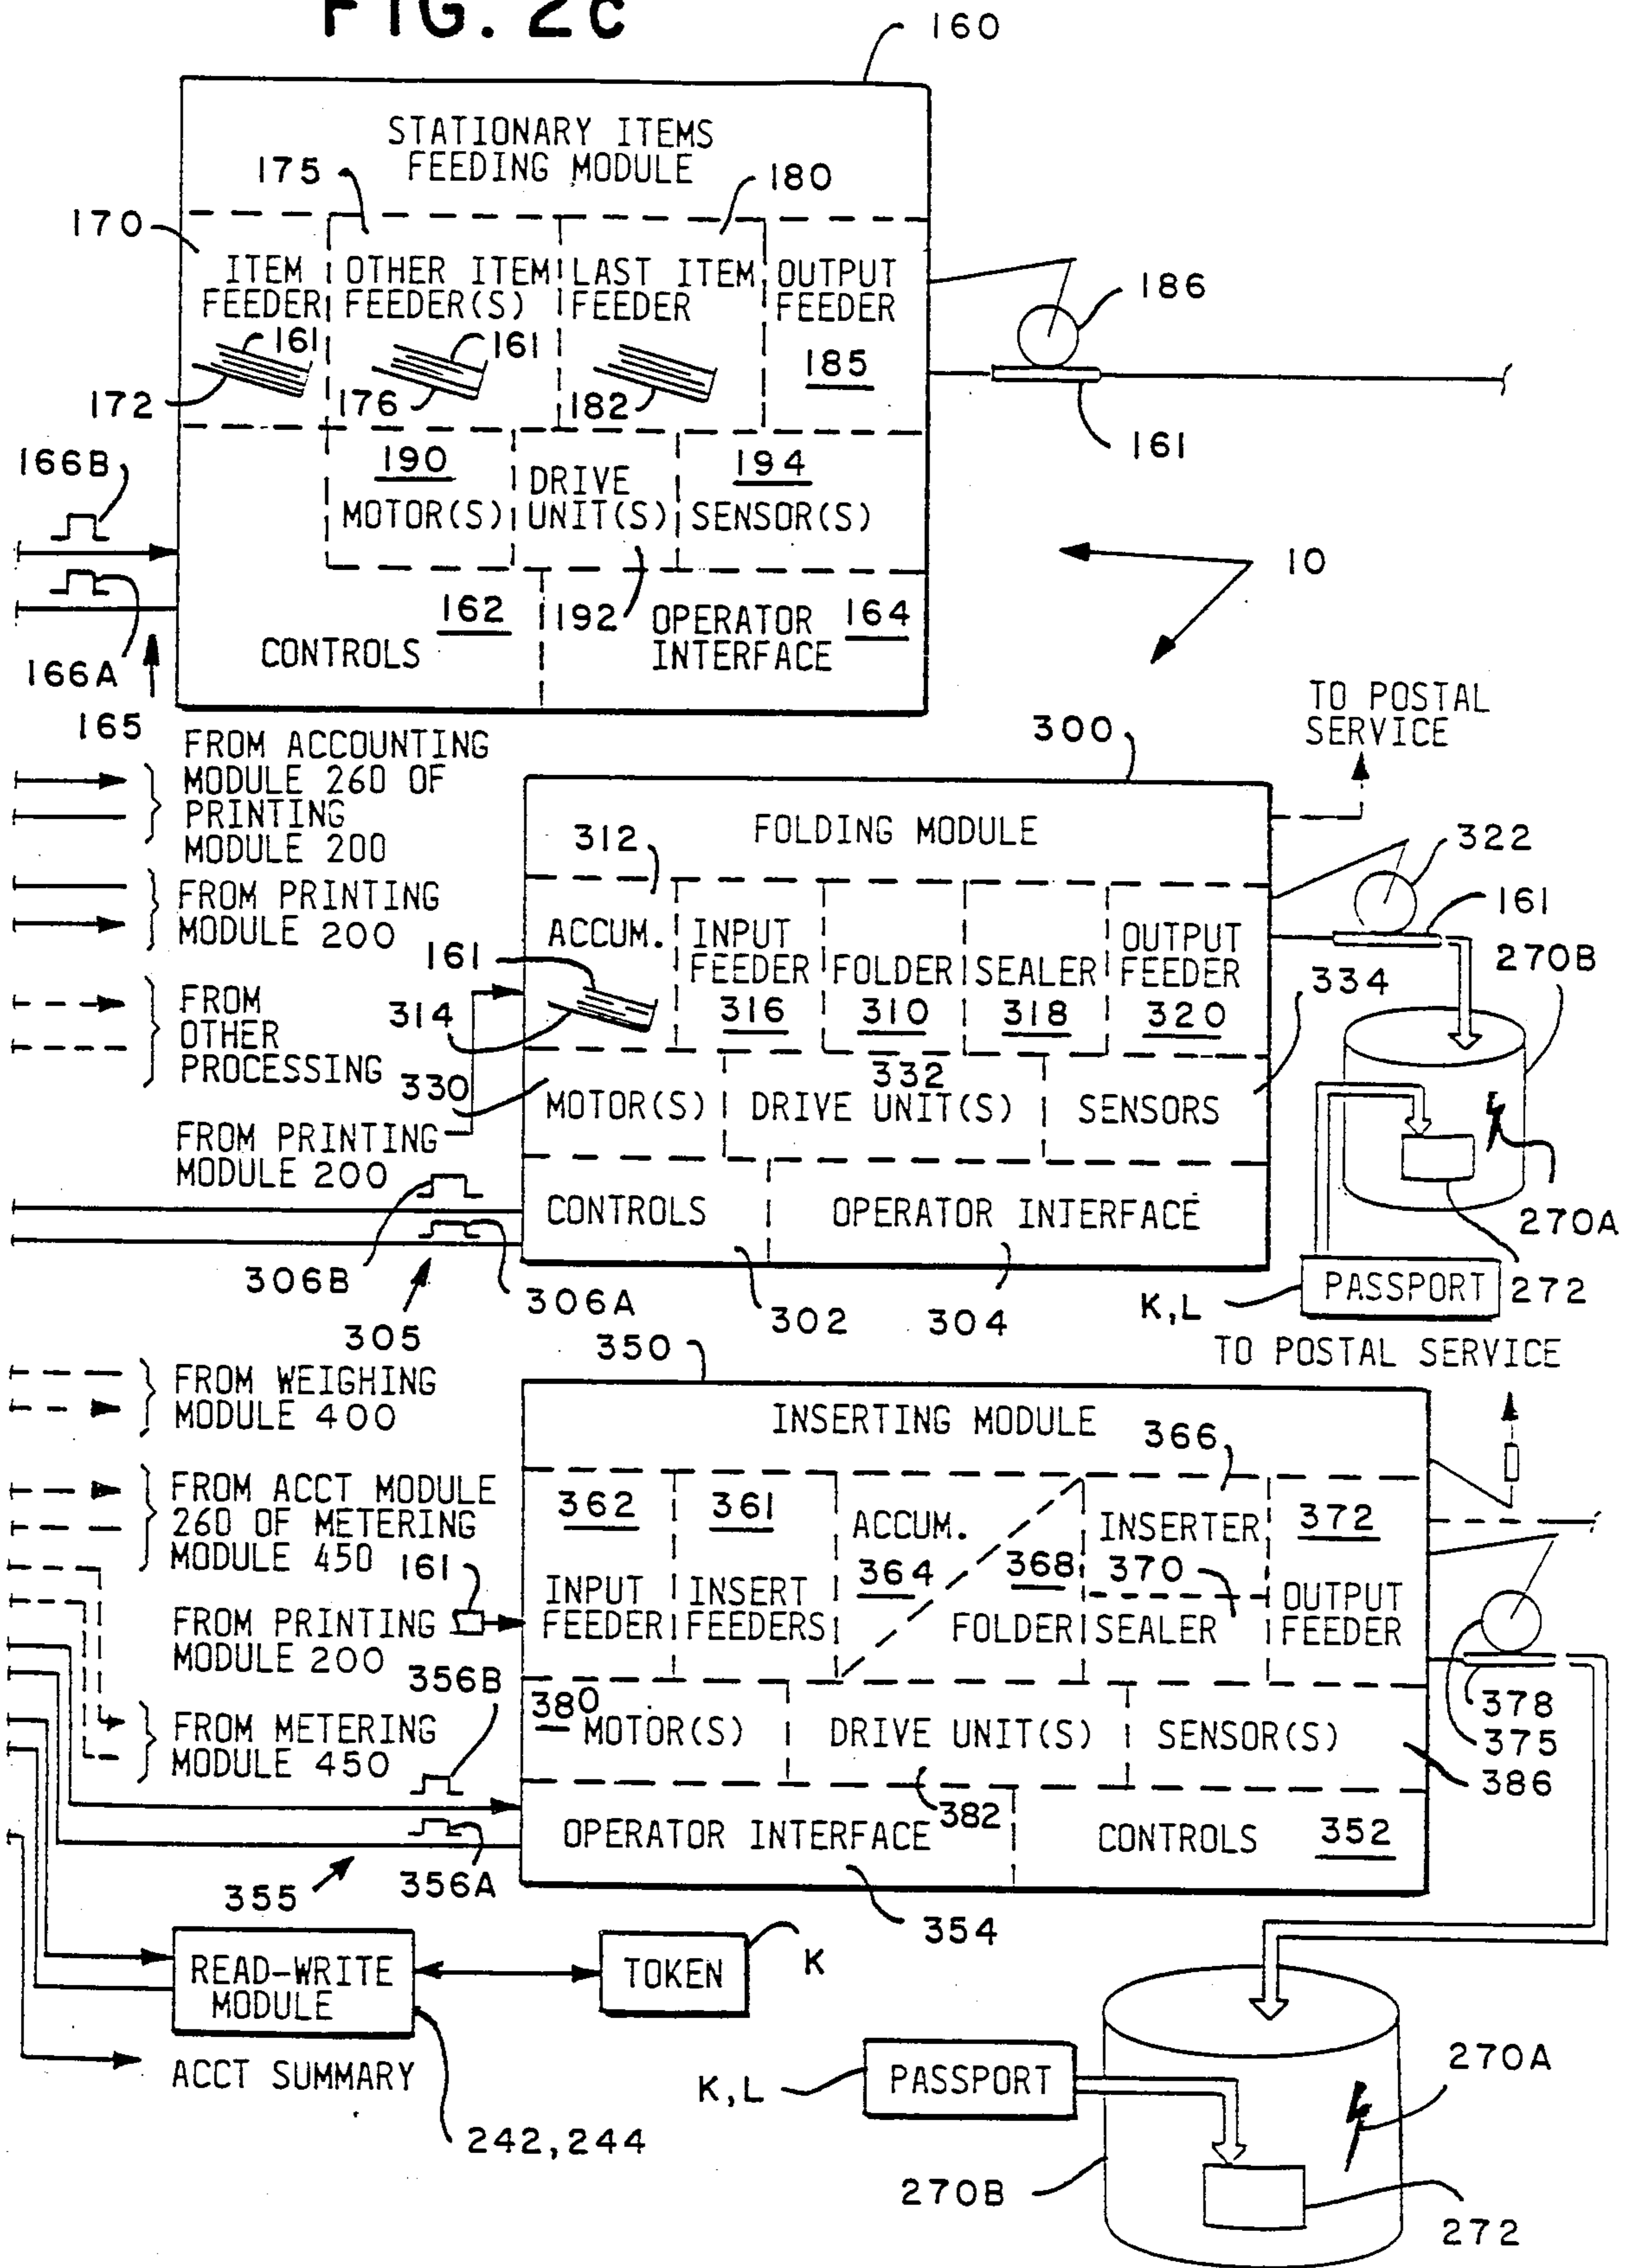 FIG. 2c
160
STATIONARY ITEMS
FEEDING MODULE
175
180
170
ITEM
FEEDER
OTHER ITEM
FEEDER(S)
LAST ITEM
FEEDER
OUTPUT
FEEDER
185
186
161
161
172
176
182
161
166B
190
MOTOR(S)
DRIVE
UNIT(S)
194
SENSOR(S)
10
166A
165
162
CONTROLS
192
OPERATOR
INTERFACE
164
TO POSTAL
SERVICE
FROM ACCOUNTING
MODULE 260 OF
PRINTING
MODULE 200
FROM PRINTING
MODULE 200
FROM
OTHER
PROCESSING
FROM PRINTING
MODULE 200
300
FOLDING MODULE
312
322
161
ACCUM.
161
314
INPUT
FEEDER
316
FOLDER
310
SEALER
318
OUTPUT
FEEDER
320
270B
334
330
MOTOR(S)
332
DRIVE UNIT(S)
SENSORS
CONTROLS
OPERATOR INTERFACE
270A
272
306B
306A
305
302
304
K,L
PASSPORT
TO POSTAL SERVICE
350
FROM WEIGHING
MODULE 400
FROM ACCT MODULE
260 OF METERING
MODULE 450
161
FROM PRINTING
MODULE 200
FROM METERING
MODULE 450
INSERTING MODULE
366
362
INPUT
FEEDER
361
INSERT
FEEDERS
ACCUM.
364
368
FOLDER
INSERTER
370
SEALER
372
OUTPUT
FEEDER
356B
380
MOTOR(S)
DRIVE UNIT(S)
SENSOR(S)
378
375
386
382
OPERATOR INTERFACE
CONTROLS
352
356A
355
354
READ-WRITE
MODULE
TOKEN
K
ACCT SUMMARY
242,244
K,L
PASSPORT
270A
270B
272